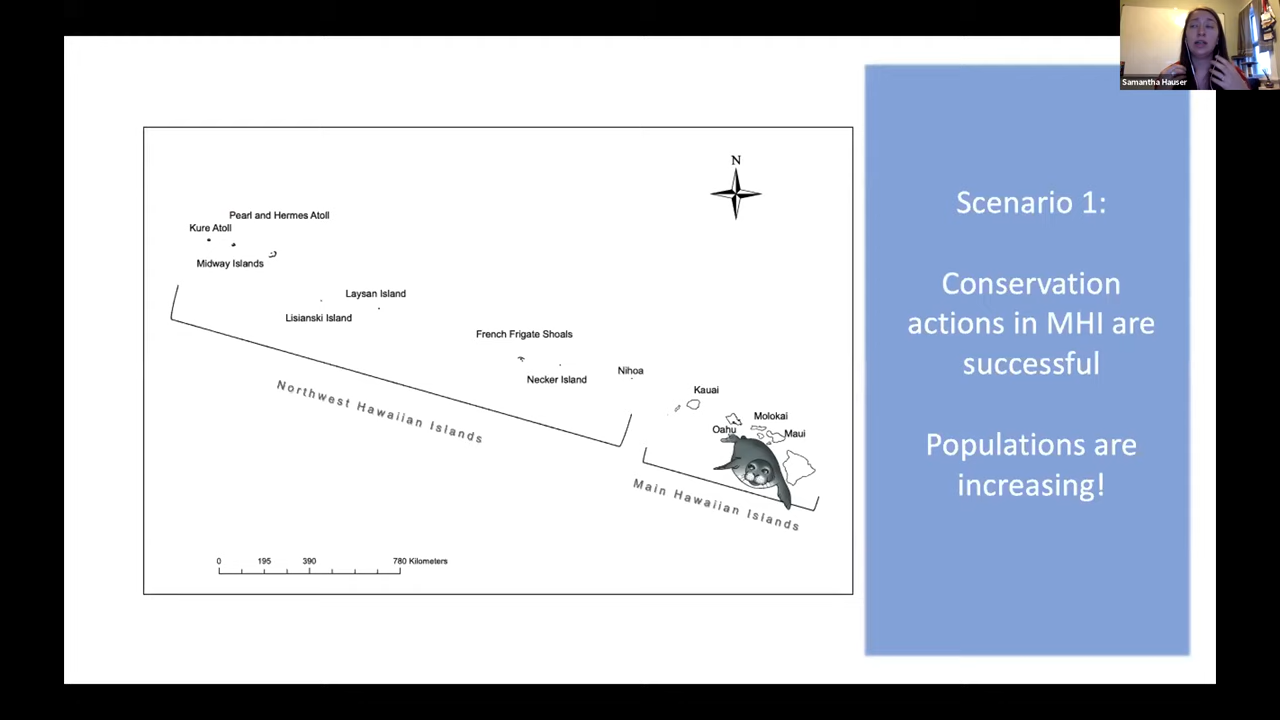 Samantha Hauser
N
Pearl and Hermes Atoll
Kure Atoll
Midway Islands
Laysan Island
Lisianski Island
French Frigate Shoals
Necker Island
Nihoa
Kauai
Molokai
Oahu
Maui
Northwest Hawaiian Islands
Main Hawaiian Islands
0 195 390 780 Kilometers
Scenario 1:
Conservation
actions in MHI are
successful
Populations are
increasing!